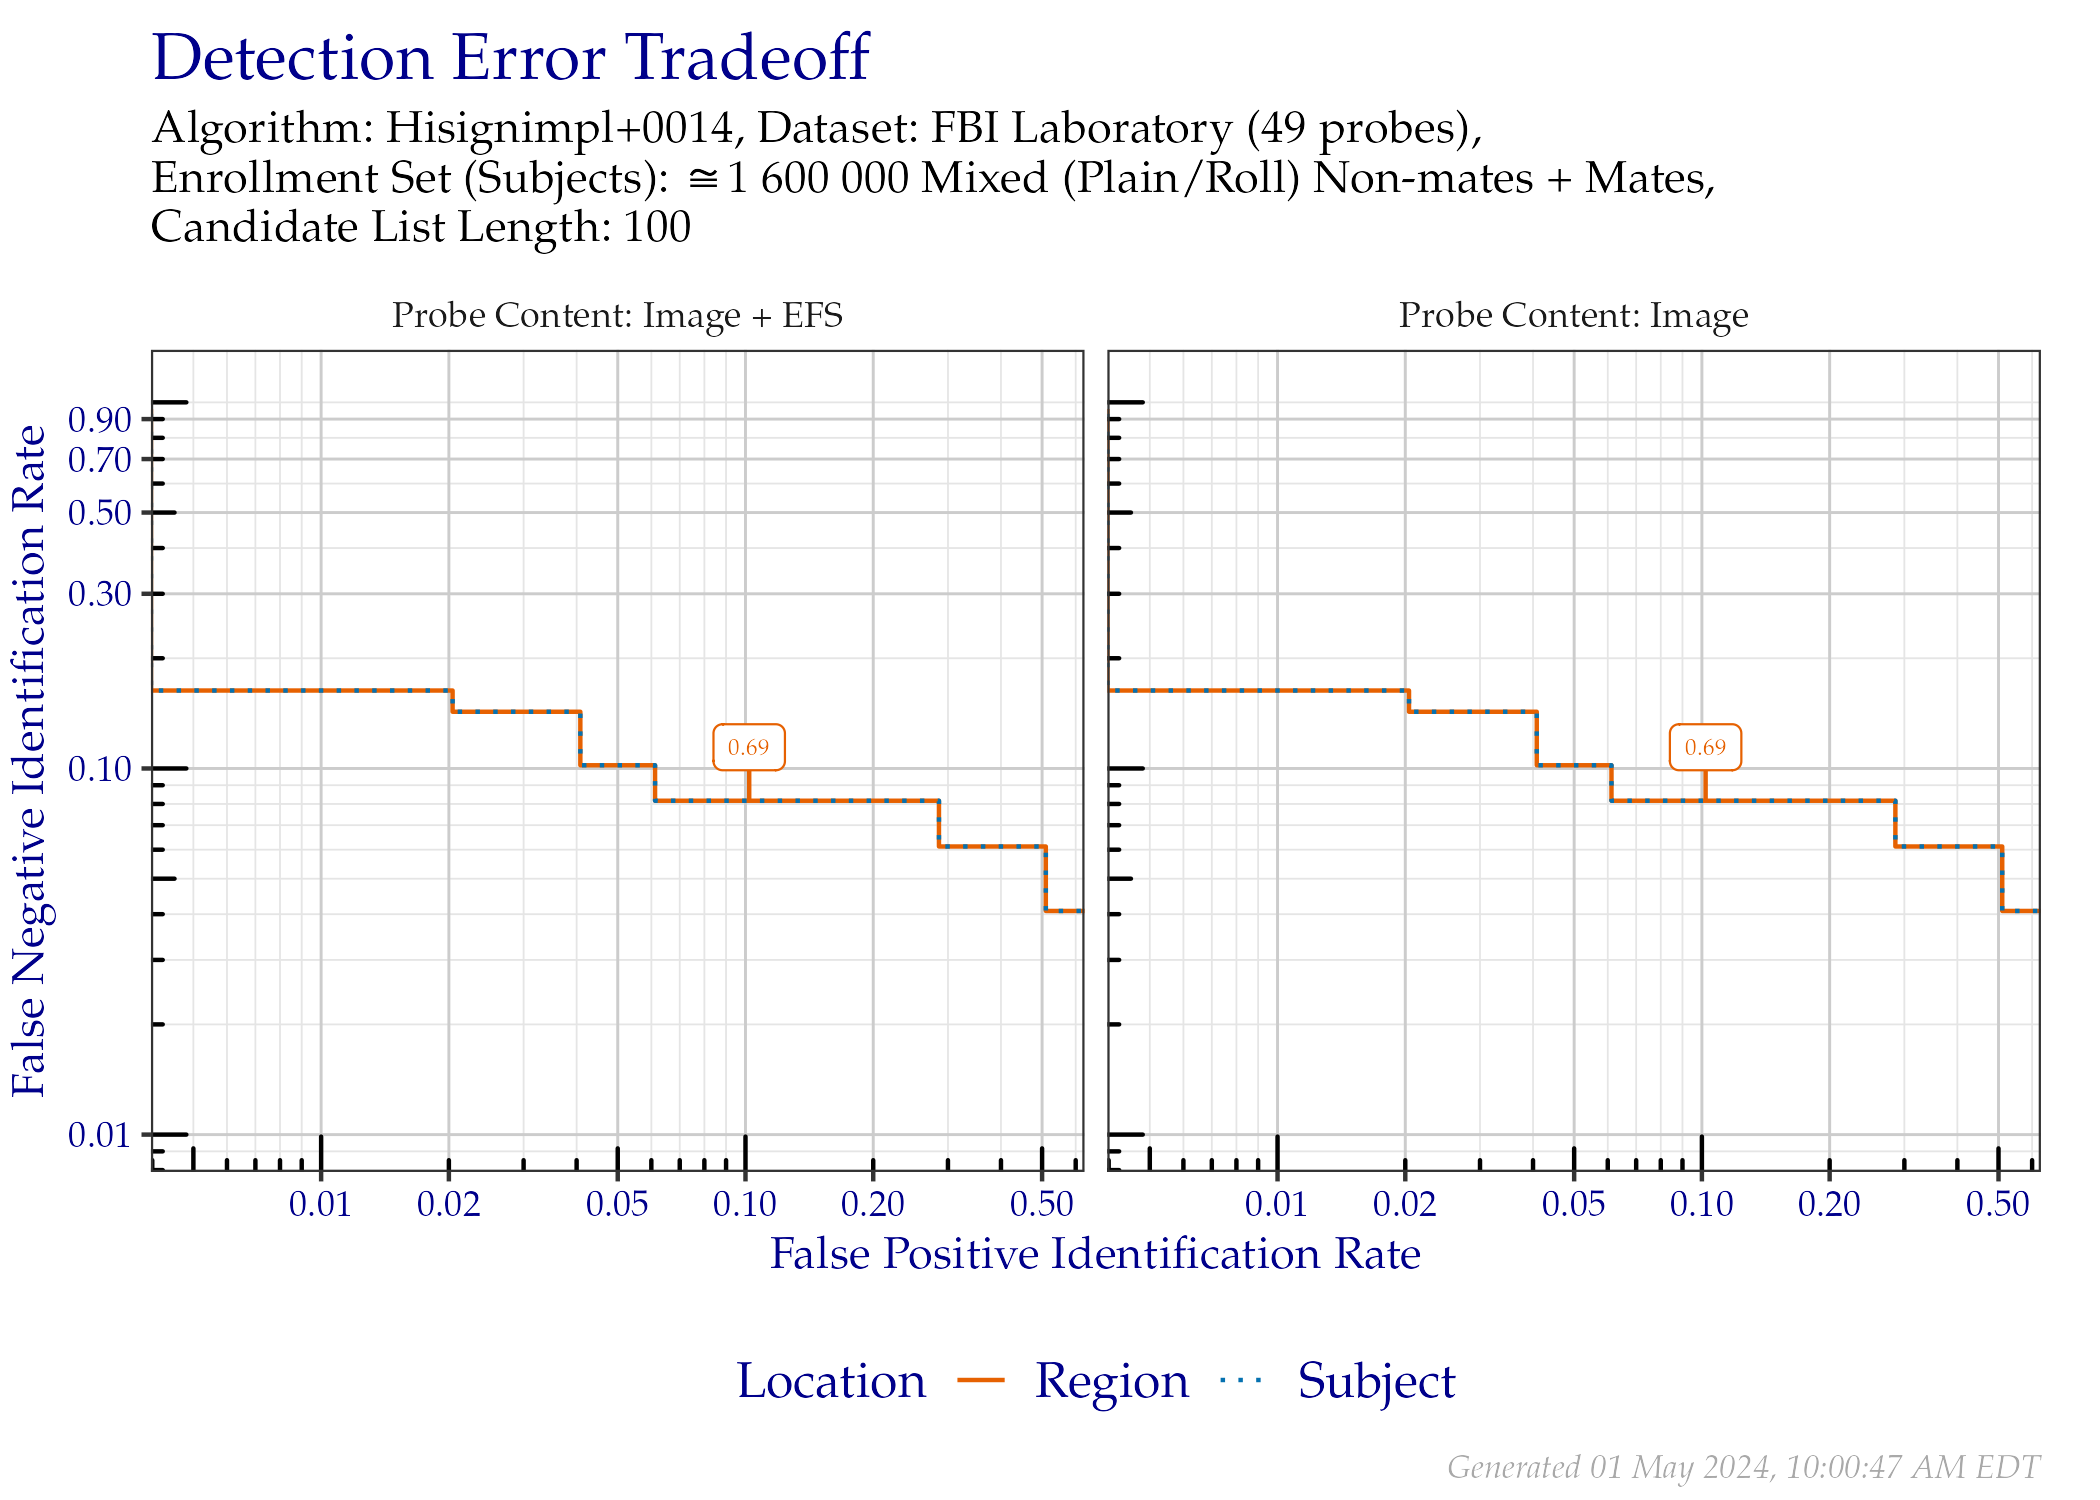 Detection Error Tradeoff
Algorithm: Hisignimpl+0014, Dataset: FBI Laboratory (49 probes),
Enrollment Set (Subjects): ≅1 600 000 Mixed (Plain/Roll) Non-mates + Mates,
Candidate List Length: 100
Probe Content: Image + EFS
Probe Content: Image
False Negative Identification Rate
0.90
0.70
0.50
0.30
0.10
0.01
0.69
0.69
0.01 0.02 0.05 0.10 0.20 0.50
0.01 0.02 0.05 0.10 0.20 0.50
False Positive Identification Rate
Location Region Subject
Generated 01 May 2024, 10:00:47 AM EDT